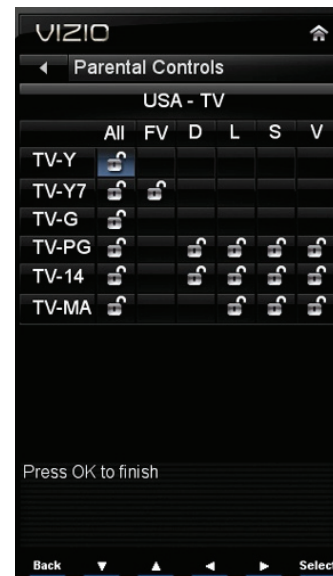 VIZIO
Parental Controls
USA - TV
All FV D L S V
TV-Y
TV-Y7
TV-G
TV-PG
TV-14
TV-MA
Press OK to finish
Back Select